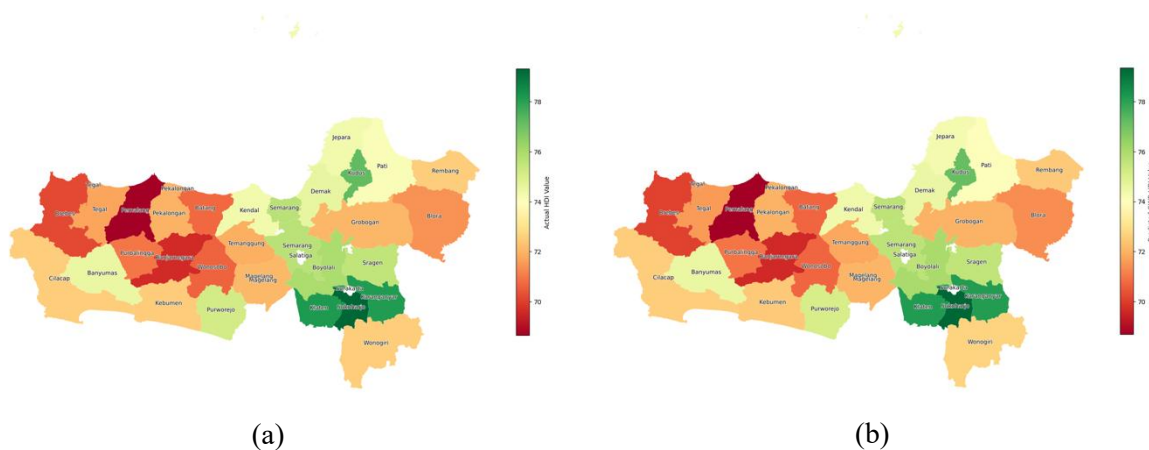 Jepara
Pati
Kudus
Rembang
Tegal
Pekalongan
Demak
Brebes
Tegal
Pemalang
Pekalongan
Batang
Kendal
Semarang
Grobogan
Blora
Purbalingga
Banjarnegara
Wonosobo
Temanggung
Semarang
Salatiga
Cilacap
Banyumas
Magelang
Magelang
Boyolali
Sragen
Kebumen
Purworejo
Klaten
Sukoharjo
Karanganyar
Wonogiri
78
76
74
72
70
Actual HDI Value
(a)
Jepara
Pati
Kudus
Rembang
Tegal
Pekalongan
Demak
Brebes
Tegal
Pemalang
Pekalongan
Batang
Kendal
Semarang
Grobogan
Blora
Purbalingga
Banjarnegara
Wonosobo
Temanggung
Semarang
Salatiga
Cilacap
Banyumas
Magelang
Magelang
Boyolali
Sragen
Kebumen
Purworejo
Klaten
Sukoharjo
Karanganyar
Wonogiri
78
76
74
72
70
(b)